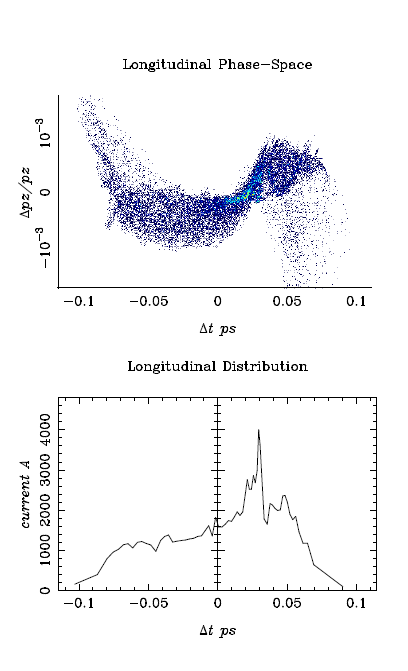 Longitudinal Phase−Space
10⁻³
0
−10⁻³
Δpz/pz
−0.1 −0.05 0 0.05 0.1
Δt ps
Longitudinal Distribution
4000
3000
2000
1000
0
current A
−0.1 −0.05 0 0.05 0.1
Δt ps